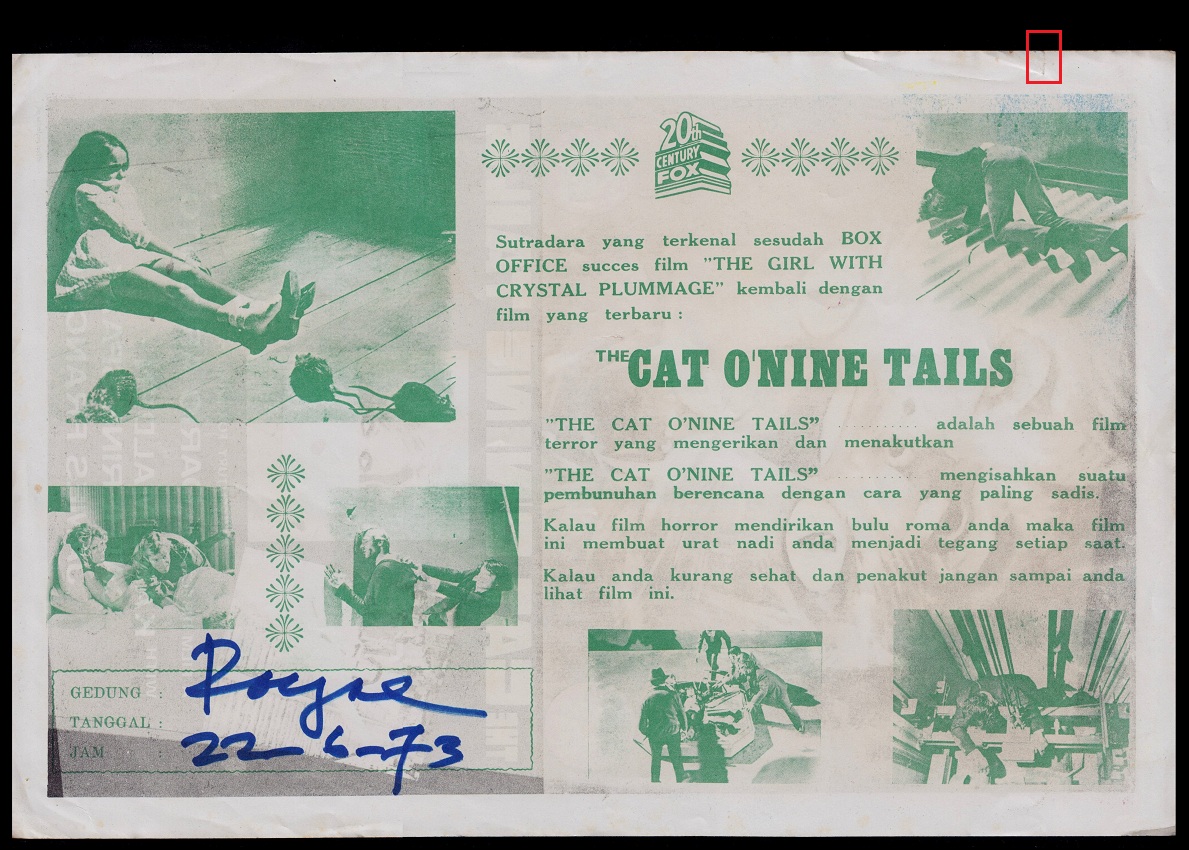 20th
CENTURY
FOX
Sutradara yang terkenal sesudah BOX
OFFICE succes film "THE GIRL WITH
CRYSTAL PLUMMAGE" kembali dengan
film yang terbaru :
THE CAT O'NINE TAILS
"THE CAT O'NINE TAILS" .......... adalah sebuah film
terror yang mengerikan dan menakutkan
"THE CAT O'NINE TAILS" .......... mengisahkan suatu
pembunuhan berencana dengan cara yang paling sadis.
Kalau film horror mendirikan bulu roma anda maka film
ini membuat urat nadi anda menjadi tegang setiap saat.
Kalau anda kurang sehat dan penakut jangan sampai anda
lihat film ini.
GEDUNG :
TANGGAL :
JAM :
22-6-73